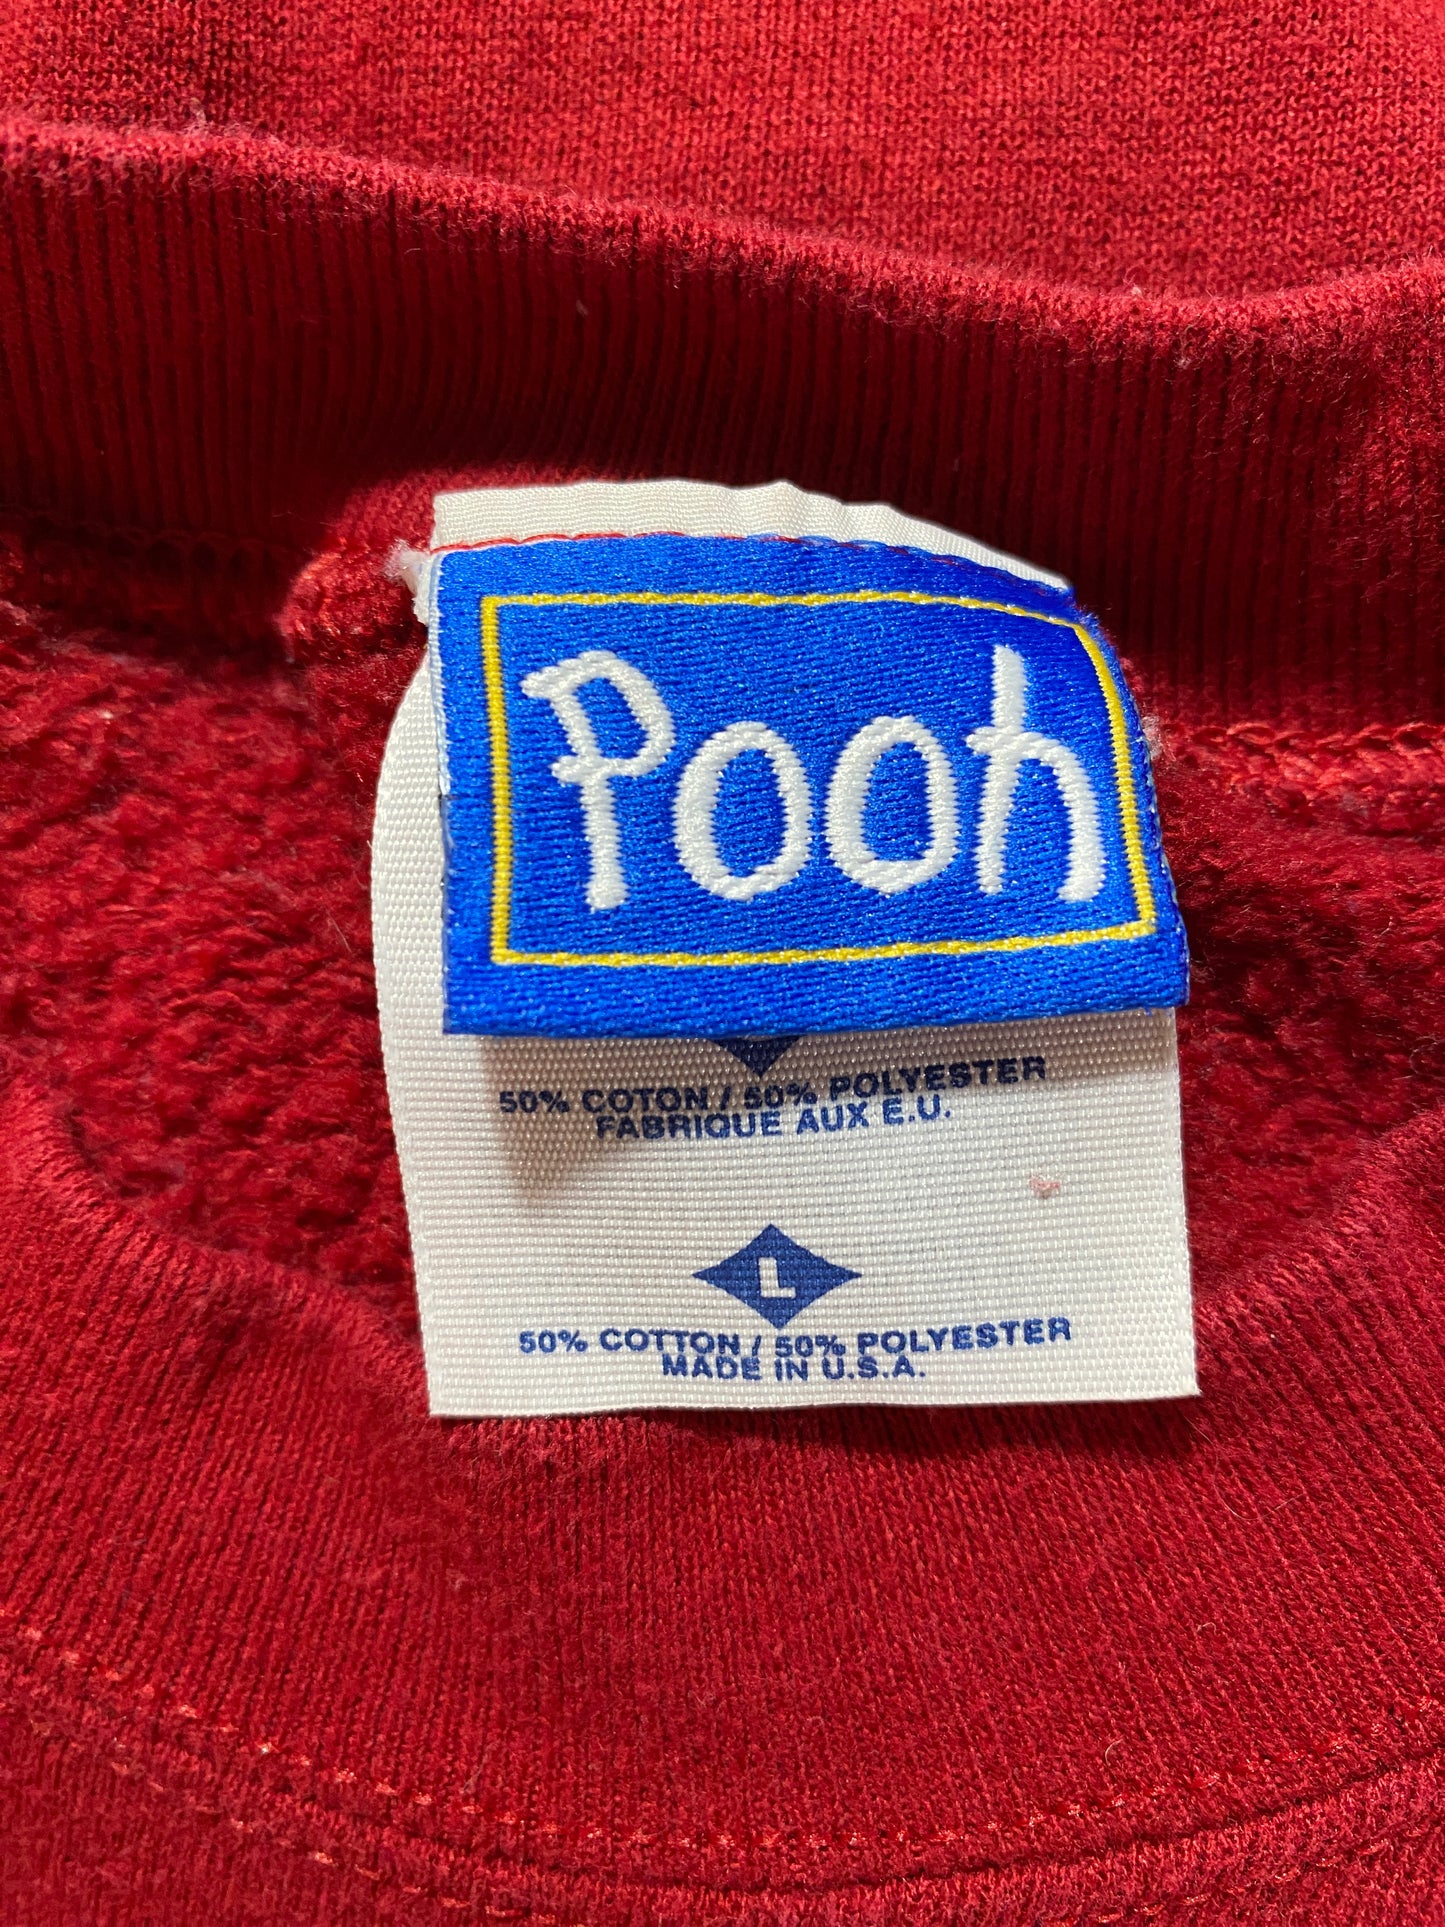 Pooh
50% COTON / 50% POLYESTER
FABRIQUE AUX E.U.
L
50% COTTON / 50% POLYESTER
MADE IN U.S.A.